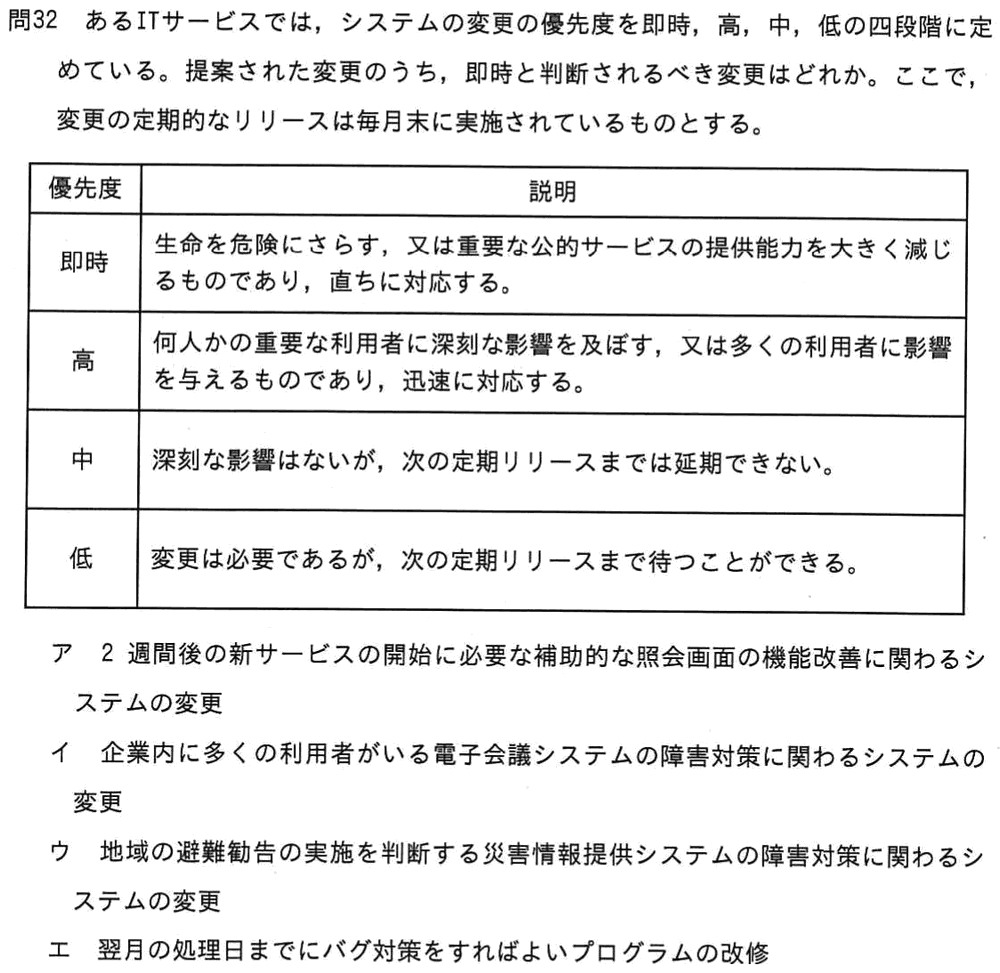 問32 あるITサービスでは，システムの変更の優先度を即時，高，中，低の四段階に定
めている。提案された変更のうち，即時と判断されるべき変更はどれか。ここで，
変更の定期的なリリースは毎月末に実施されているものとする。
優先度 説明
即時 生命を危険にさらす，又は重要な公的サービスの提供能力を大きく減じ
るものであり，直ちに対応する。
高 何人かの重要な利用者に深刻な影響を及ぼす，又は多くの利用者に影響
を与えるものであり，迅速に対応する。
中 深刻な影響はないが，次の定期リリースまでは延期できない。
低 変更は必要であるが，次の定期リリースまで待つことができる。
ア 2 週間後の新サービスの開始に必要な補助的な照会画面の機能改善に関わるシ
ステムの変更
イ 企業内に多くの利用者がいる電子会議システムの障害対策に関わるシステムの
変更
ウ 地域の避難勧告の実施を判断する災害情報提供システムの障害対策に関わるシ
ステムの変更
エ 翌月の処理日までにバグ対策をすればよいプログラムの改修